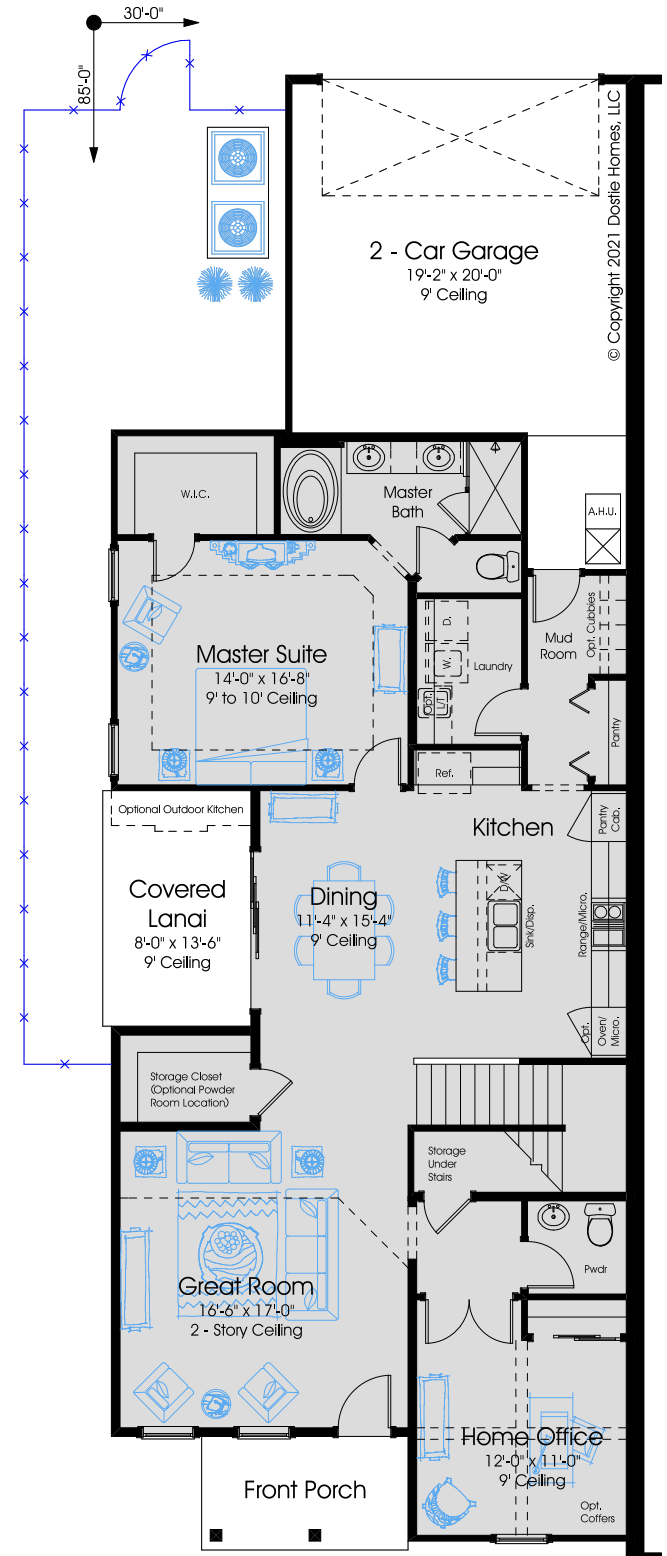 30'-0"
85'-0"
© Copyright 2021 Dostie Homes, LLC
2 - Car Garage
19'-2" x 20'-0"
9' Ceiling
W.I.C.
Master
Bath
A.H.U.
Master Suite
14'-0" x 16'-8"
9' to 10' Ceiling
D.
W.
Opt.
L/T
Laundry
Mud
Room
Opt. Cubbies
Pantry
Ref.
Optional Outdoor Kitchen
Kitchen
Pantry
Cab.
Covered
Lanai
8'-0" x 13'-6"
9' Ceiling
Dining
11'-4" x 15'-4"
9' Ceiling
D/W
Sink/Disp.
Range/Micro.
Opt.
Oven/
Micro.
Storage Closet
(Optional Powder
Room Location)
Storage
Under
Stairs
Pwdr
Great Room
16'-6" x 17'-0"
2 - Story Ceiling
Home Office
12'-0" x 11'-0"
9' Ceiling
Opt.
Coffers
Front Porch